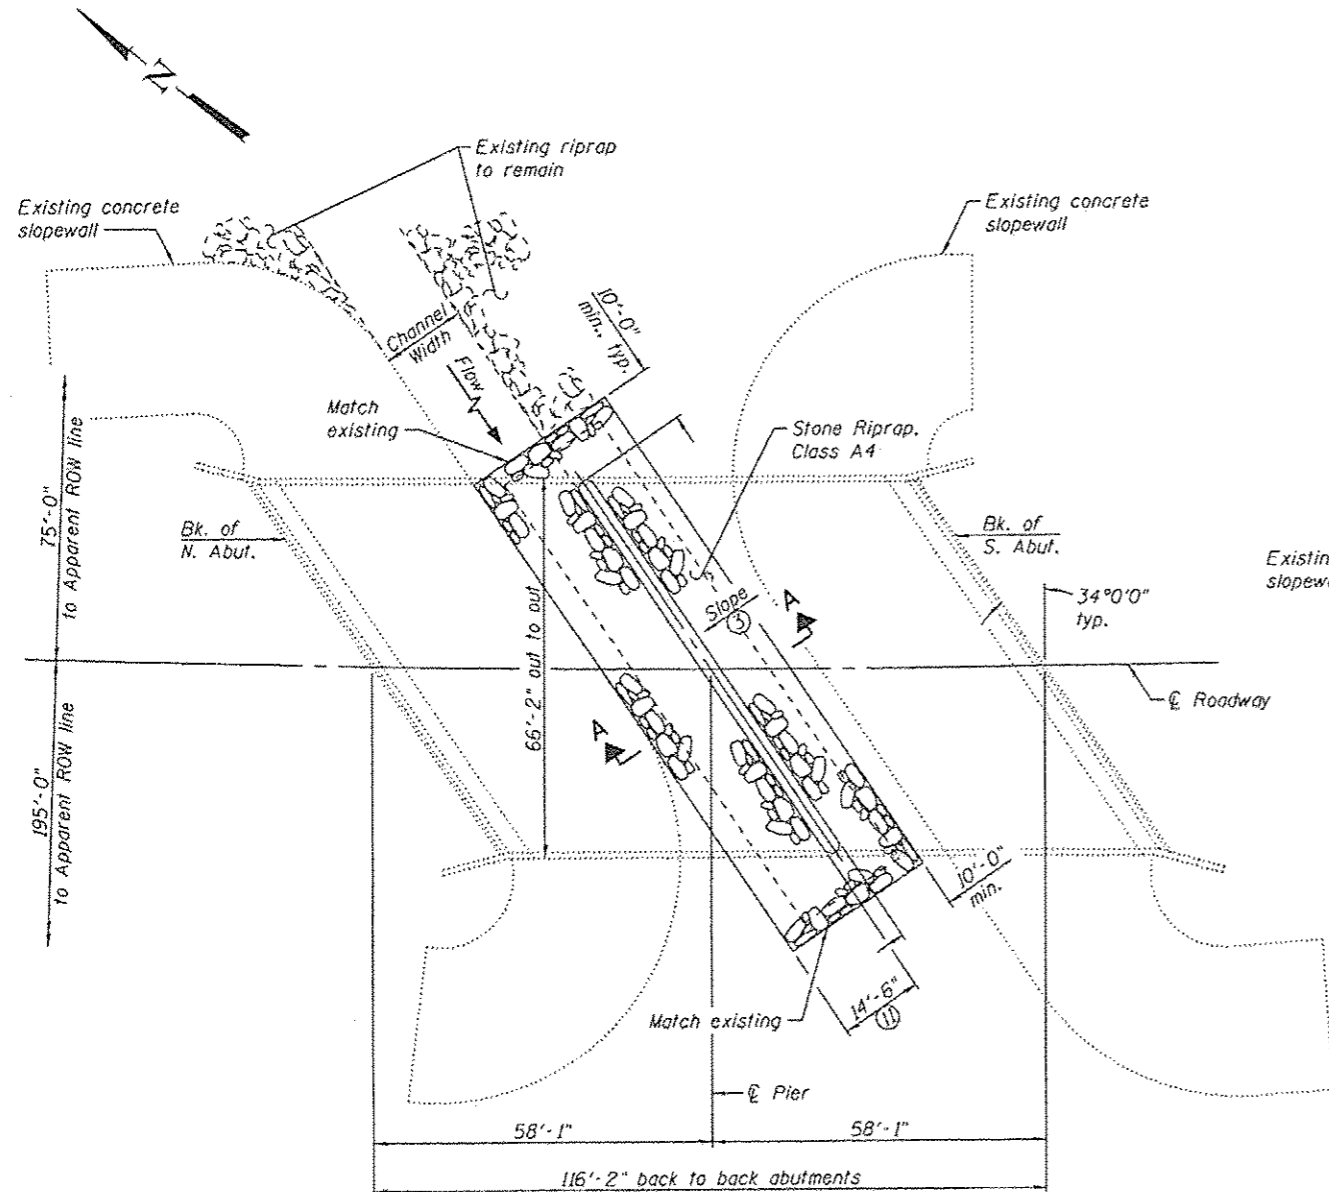 N
Existing riprap
to remain
Existing concrete
slopewall
Existing concrete
slopewall
Channel
Width
10'-0"
min., typ.
Flow
Match
existing
Stone Riprap,
Class A4
75'-0"
to Apparent ROW line
Bk. of
N. Abut.
Bk. of
S. Abut.
Slope
3
A
34°0'0"
typ.
66'-2" out to out
℄ Roadway
195'-0"
to Apparent ROW line
A
10'-0"
min.
14'-6"
11
Match existing
℄ Pier
58'-1"
58'-1"
116'-2" back to back abutments